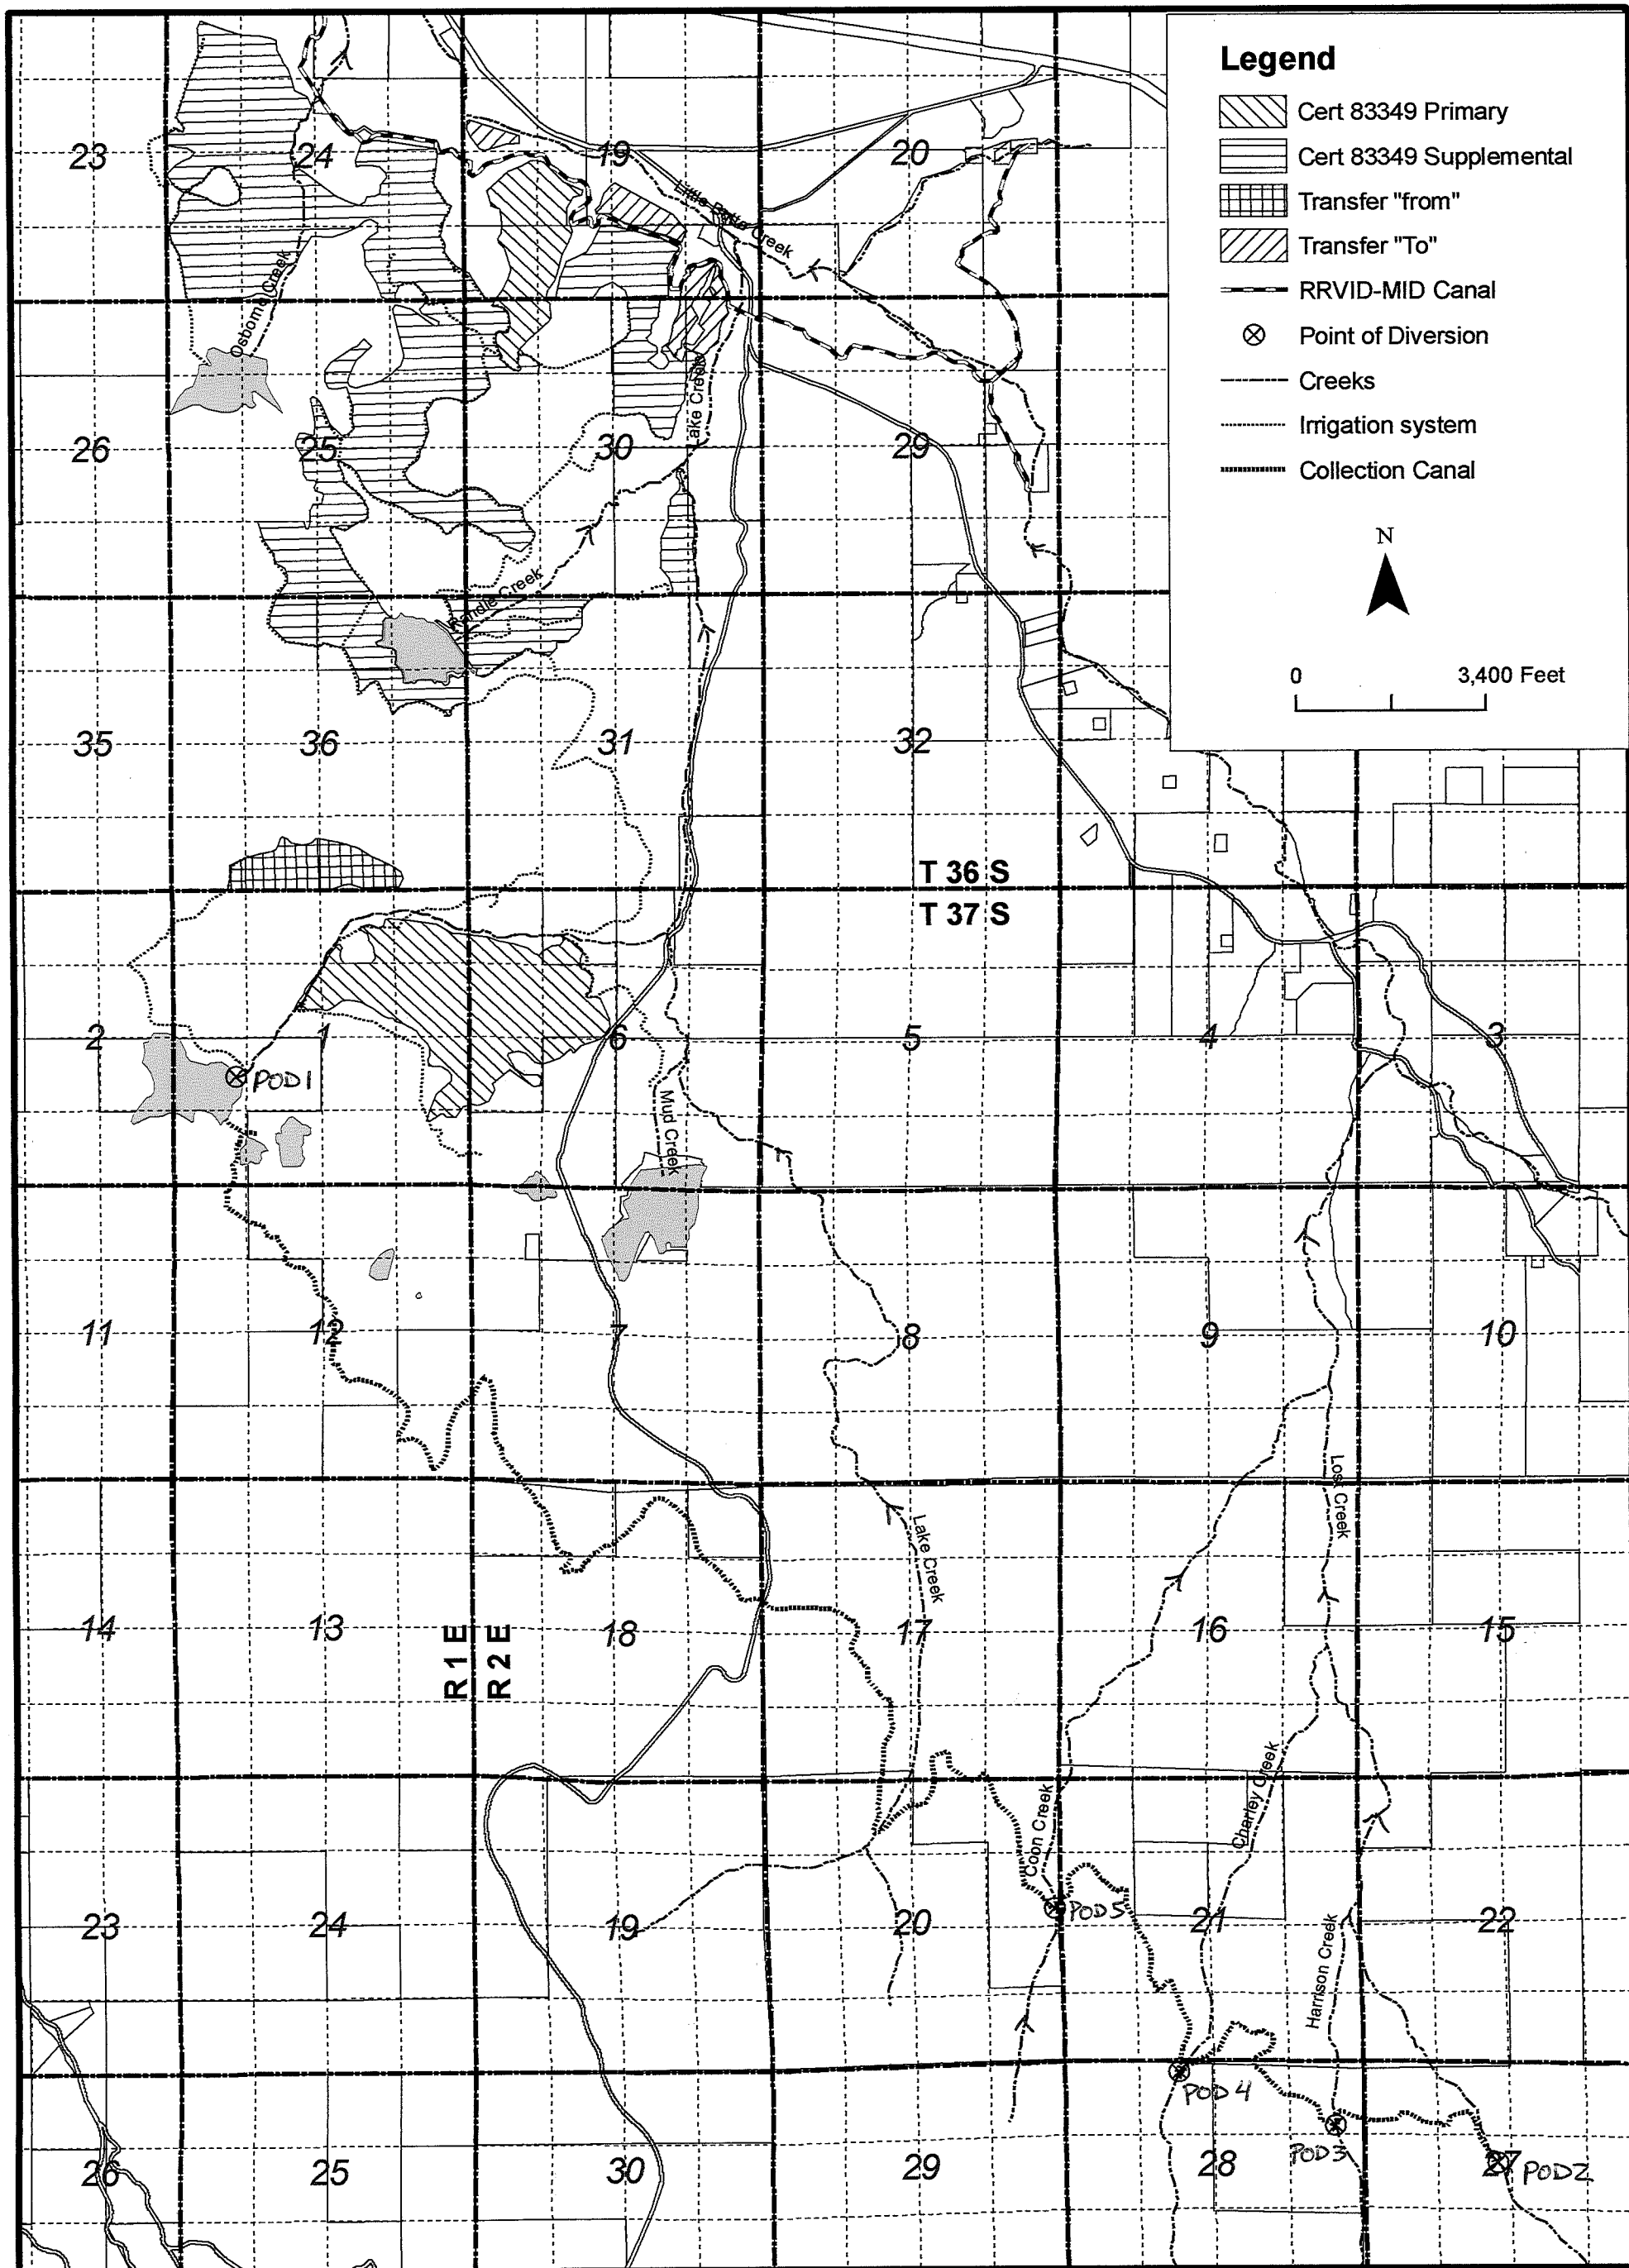 Legend
Cert 83349 Primary
Cert 83349 Supplemental
Transfer "from"
Transfer "To"
RRVID-MID Canal
Point of Diversion
Creeks
Irrigation system
Collection Canal
N
0 3,400 Feet
23 24 19 20
Little Butte Creek
Osborne Creek
Lake Creek
26 25 30 29
Randle Creek
35 36 31 32
T 36 S
T 37 S
2 1 6 5 4 3
POD1
Mud Creek
11 12 7 8 9 10
Lost Creek
Lake Creek
14 13 18 17 16 15
R 1 E
R 2 E
Coon Creek
Charley Creek
23 24 19 20 21 22
POD5
Harrison Creek
POD4
POD3
26 25 30 29 28 27
POD2